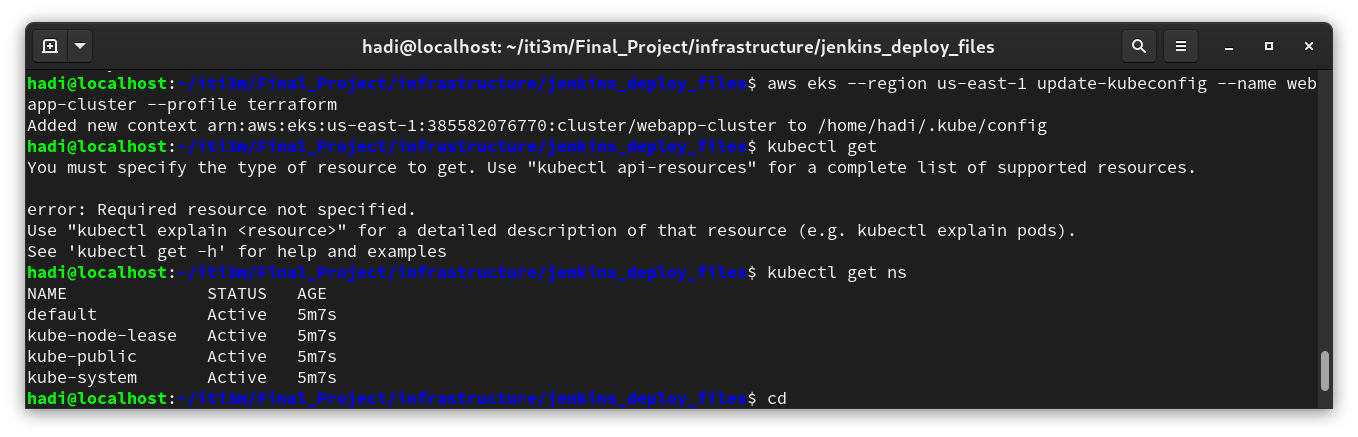 hadi@localhost: ~/iti3m/Final_Project/infrastructure/jenkins_deploy_files
hadi@localhost:~/iti3m/Final_Project/infrastructure/jenkins_deploy_files$ aws eks --region us-east-1 update-kubeconfig --name web
app-cluster --profile terraform
Added new context arn:aws:eks:us-east-1:385582076770:cluster/webapp-cluster to /home/hadi/.kube/config
hadi@localhost:~/iti3m/Final_Project/infrastructure/jenkins_deploy_files$ kubectl get
You must specify the type of resource to get. Use "kubectl api-resources" for a complete list of supported resources.

error: Required resource not specified.
Use "kubectl explain <resource>" for a detailed description of that resource (e.g. kubectl explain pods).
See 'kubectl get -h' for help and examples
hadi@localhost:~/iti3m/Final_Project/infrastructure/jenkins_deploy_files$ kubectl get ns
NAME              STATUS   AGE
default           Active   5m7s
kube-node-lease   Active   5m7s
kube-public       Active   5m7s
kube-system       Active   5m7s
hadi@localhost:~/iti3m/Final_Project/infrastructure/jenkins_deploy_files$ cd